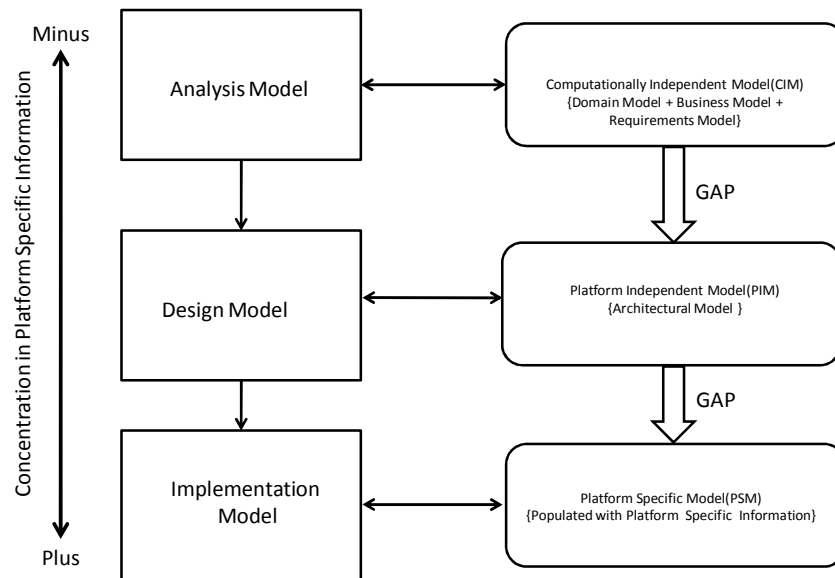 Minus
Concentration in Platform Specific Information
Plus
Analysis Model
Computationally Independent Model(CIM)
{Domain Model + Business Model +
Requirements Model}
GAP
Design Model
Platform Independent Model(PIM)
{Architectural Model }
GAP
Implementation
Model
Platform Specific Model(PSM)
{Populated with Platform Specific Information}